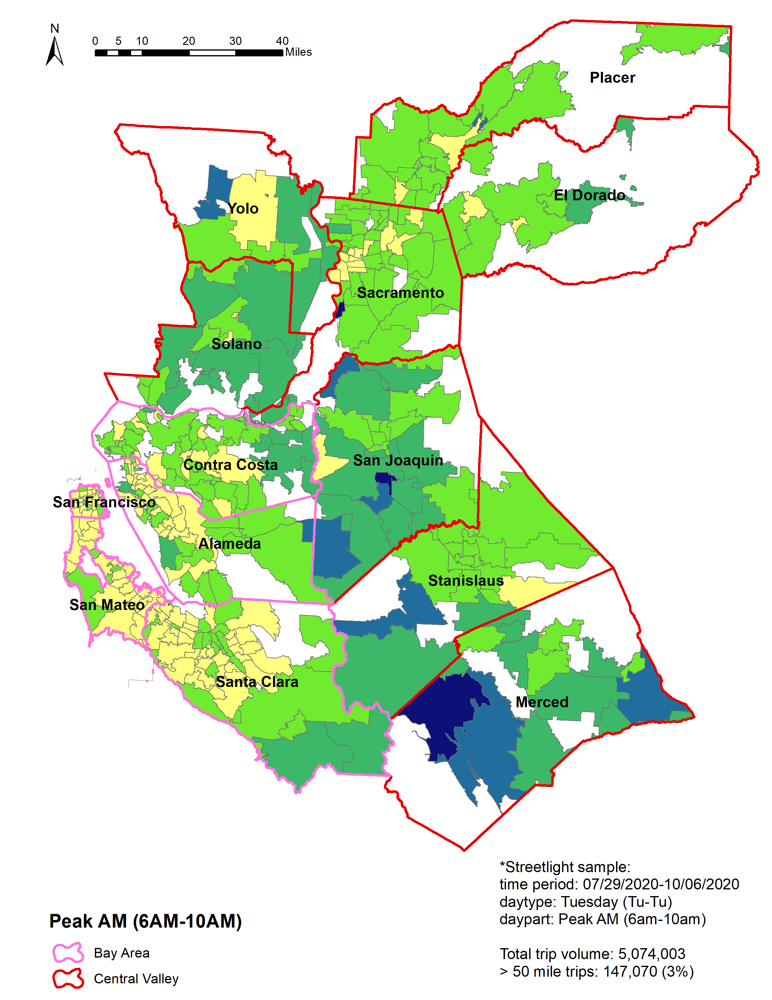 N
0 5 10 20 30 40
Miles
Placer
El Dorado
Yolo
Sacramento
Solano
San Joaquin
Contra Costa
San Francisco
Alameda
Stanislaus
San Mateo
Santa Clara
Merced
*Streetlight sample:
time period: 07/29/2020-10/06/2020
daytype: Tuesday (Tu-Tu)
daypart: Peak AM (6am-10am)
Total trip volume: 5,074,003
> 50 mile trips: 147,070 (3%)
Peak AM (6AM-10AM)
Bay Area
Central Valley